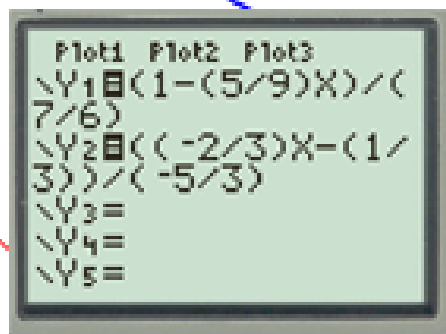 Plot1 Plot2 Plot3
\Y1=(1-(5/9)X)/(
7/6)
\Y2=((-2/3)X-(1/
3))/(-5/3)
\Y3=
\Y4=
\Y5=